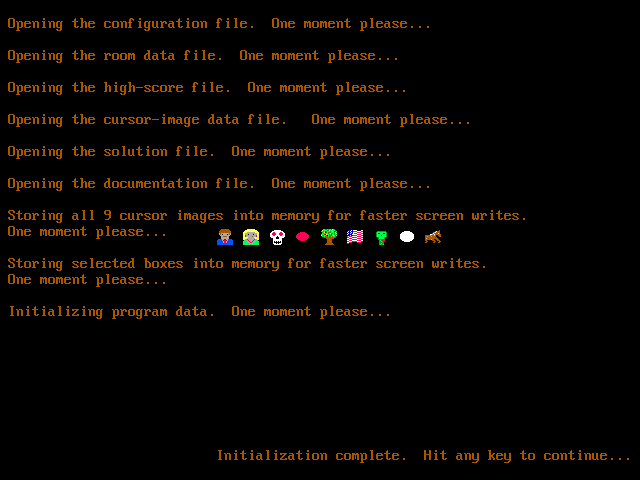 Opening the configuration file.  One moment please...
Opening the room data file.  One moment please...
Opening the high-score file.  One moment please...
Opening the cursor-image data file.   One moment please...
Opening the solution file.  One moment please...
Opening the documentation file.  One moment please...
Storing all 9 cursor images into memory for faster screen writes.
One moment please...
Storing selected boxes into memory for faster screen writes.
One moment please...
Initializing program data.  One moment please...
Initialization complete.  Hit any key to continue...